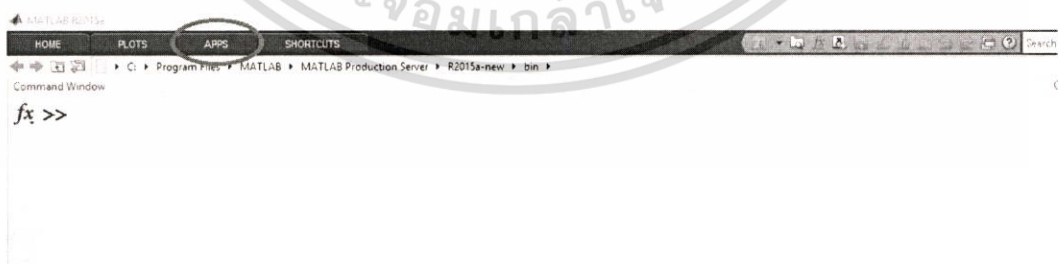 MATLAB R2015a
HOME PLOTS APPS SHORTCUTS Search
C: ▸ Program Files ▸ MATLAB ▸ MATLAB Production Server ▸ R2015a-new ▸ bin ▸
Command Window
fx >>